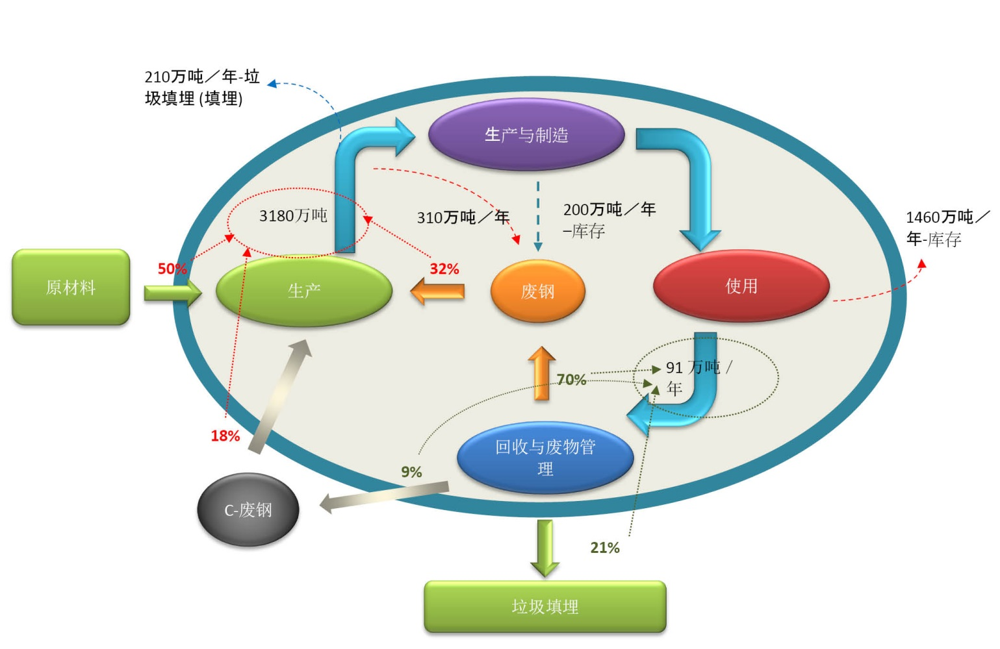 210万吨／年-垃
圾填埋 (填埋)
生产与制造
3180万吨
310万吨／年
200万吨／年
–库存
1460万吨／
年-库存
原材料
50%
生产
32%
废钢
使用
91 万吨 /
年
70%
18%
回收与废物管
理
9%
C-废钢
21%
垃圾填埋